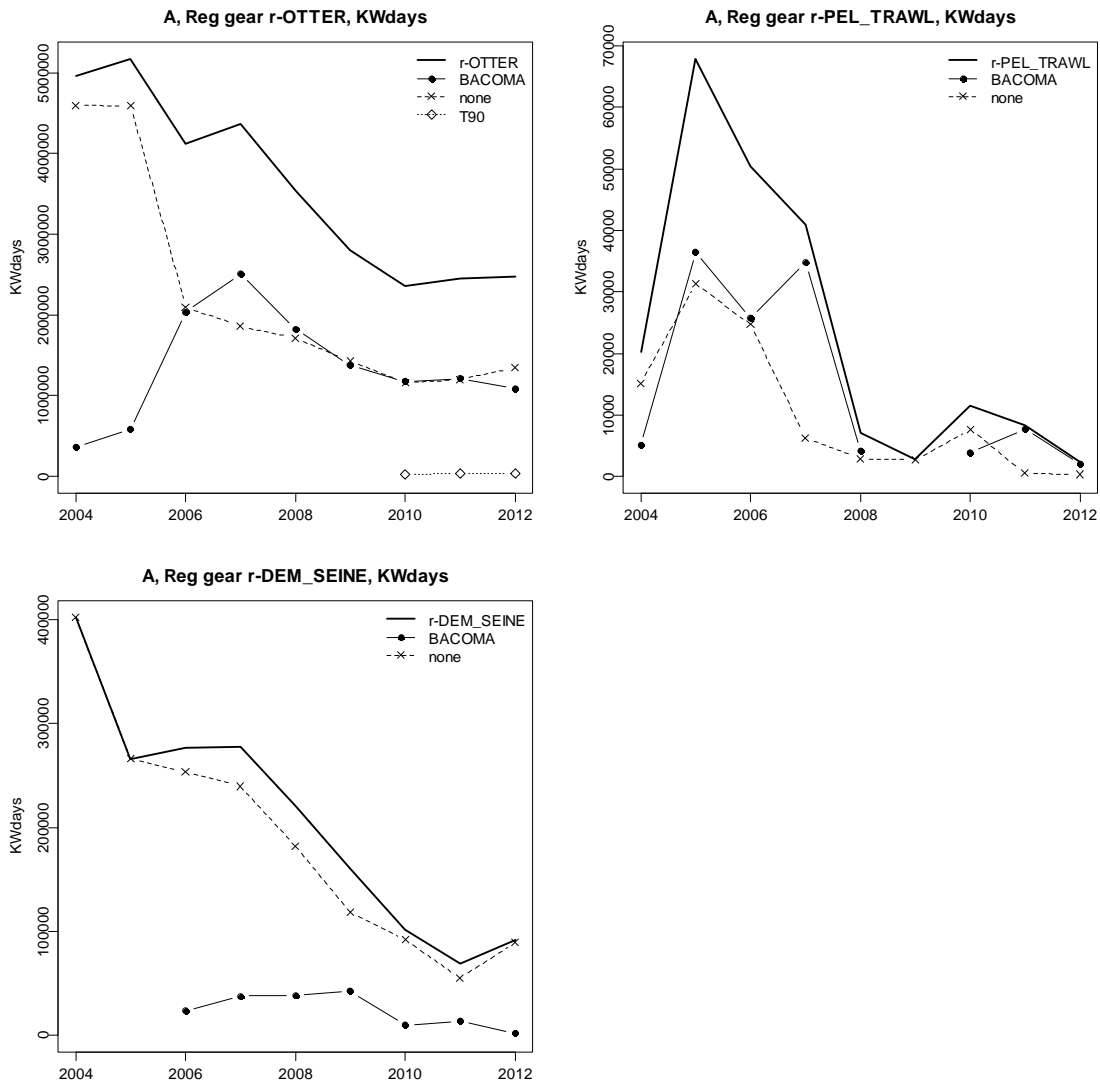 A, Reg gear r-OTTER, KWdays
r-OTTER
BACOMA
none
T90
KWdays
5000000
4000000
3000000
2000000
1000000
0
2004 2006 2008 2010 2012
A, Reg gear r-PEL_TRAWL, KWdays
r-PEL_TRAWL
BACOMA
none
KWdays
70000
60000
50000
40000
30000
20000
10000
0
2004 2006 2008 2010 2012
A, Reg gear r-DEM_SEINE, KWdays
r-DEM_SEINE
BACOMA
none
KWdays
400000
300000
200000
100000
0
2004 2006 2008 2010 2012